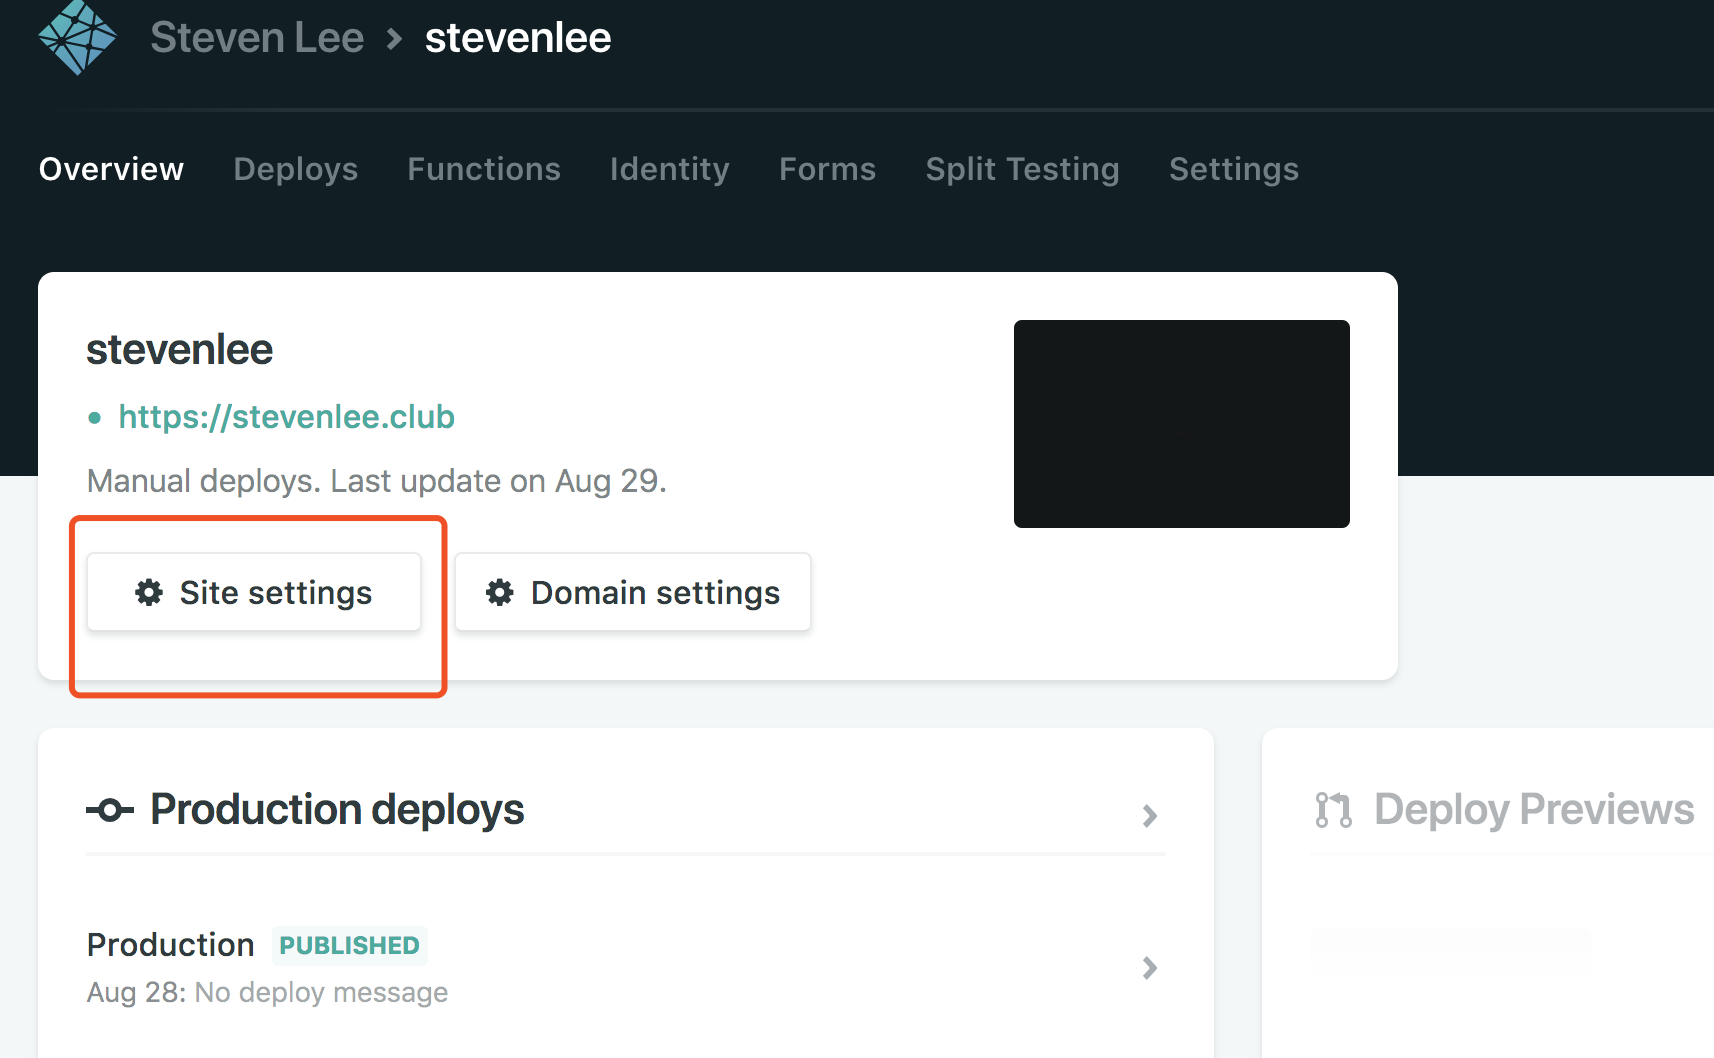 Steven Lee › stevenlee
Overview Deploys Functions Identity Forms Split Testing Settings
stevenlee
• https://stevenlee.club
Manual deploys. Last update on Aug 29.
Site settings Domain settings
Production deploys
Production PUBLISHED
Aug 28: No deploy message
Deploy Previews